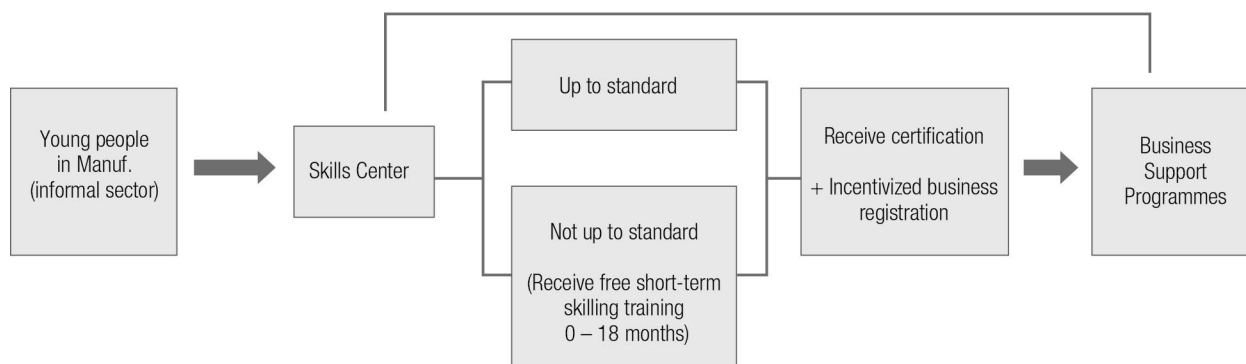 Young people
in Manuf.
(informal sector)
Skills Center
Up to standard
Not up to standard
(Receive free short-term
skilling training
0 – 18 months)
Receive certification
+ Incentivized business
registration
Business
Support
Programmes